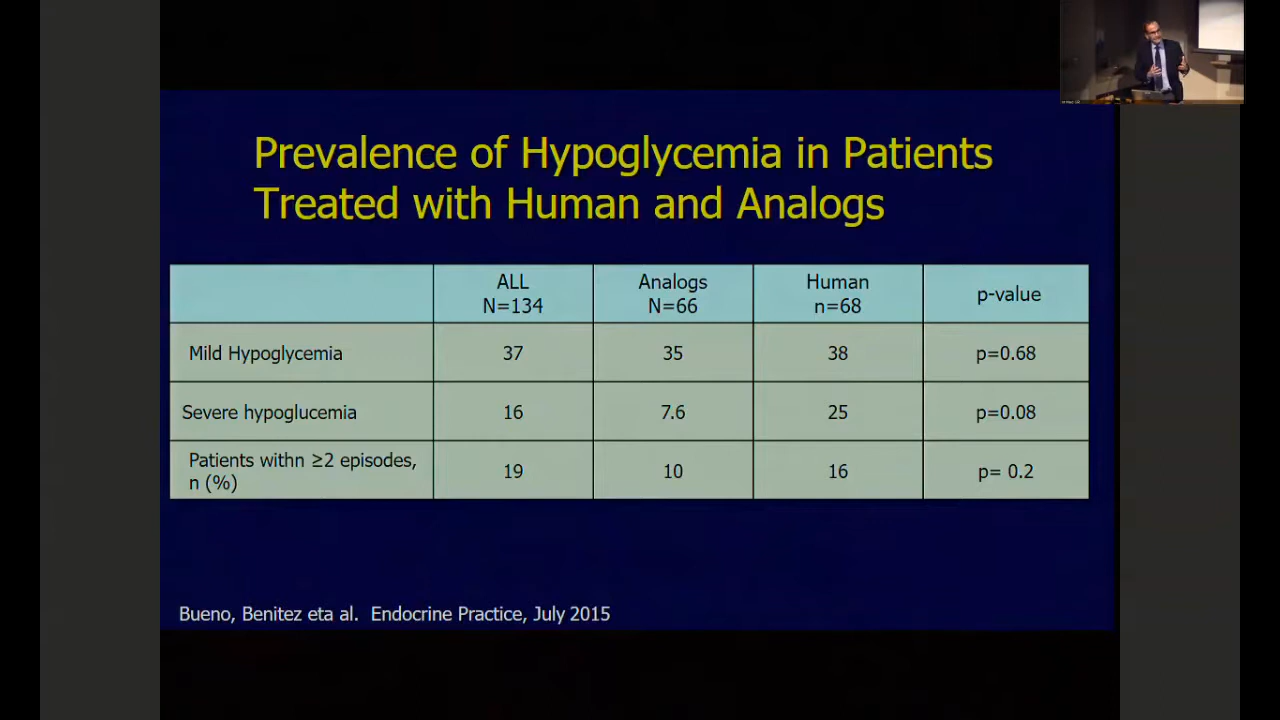 Prevalence of Hypoglycemia in Patients
Treated with Human and Analogs
ALL
N=134
Analogs
N=66
Human
n=68
p-value
Mild Hypoglycemia 37 35 38 p=0.68
Severe hypoglucemia 16 7.6 25 p=0.08
Patients withn ≥2 episodes,
n (%) 19 10 16 p= 0.2
Bueno, Benitez eta al. Endocrine Practice, July 2015